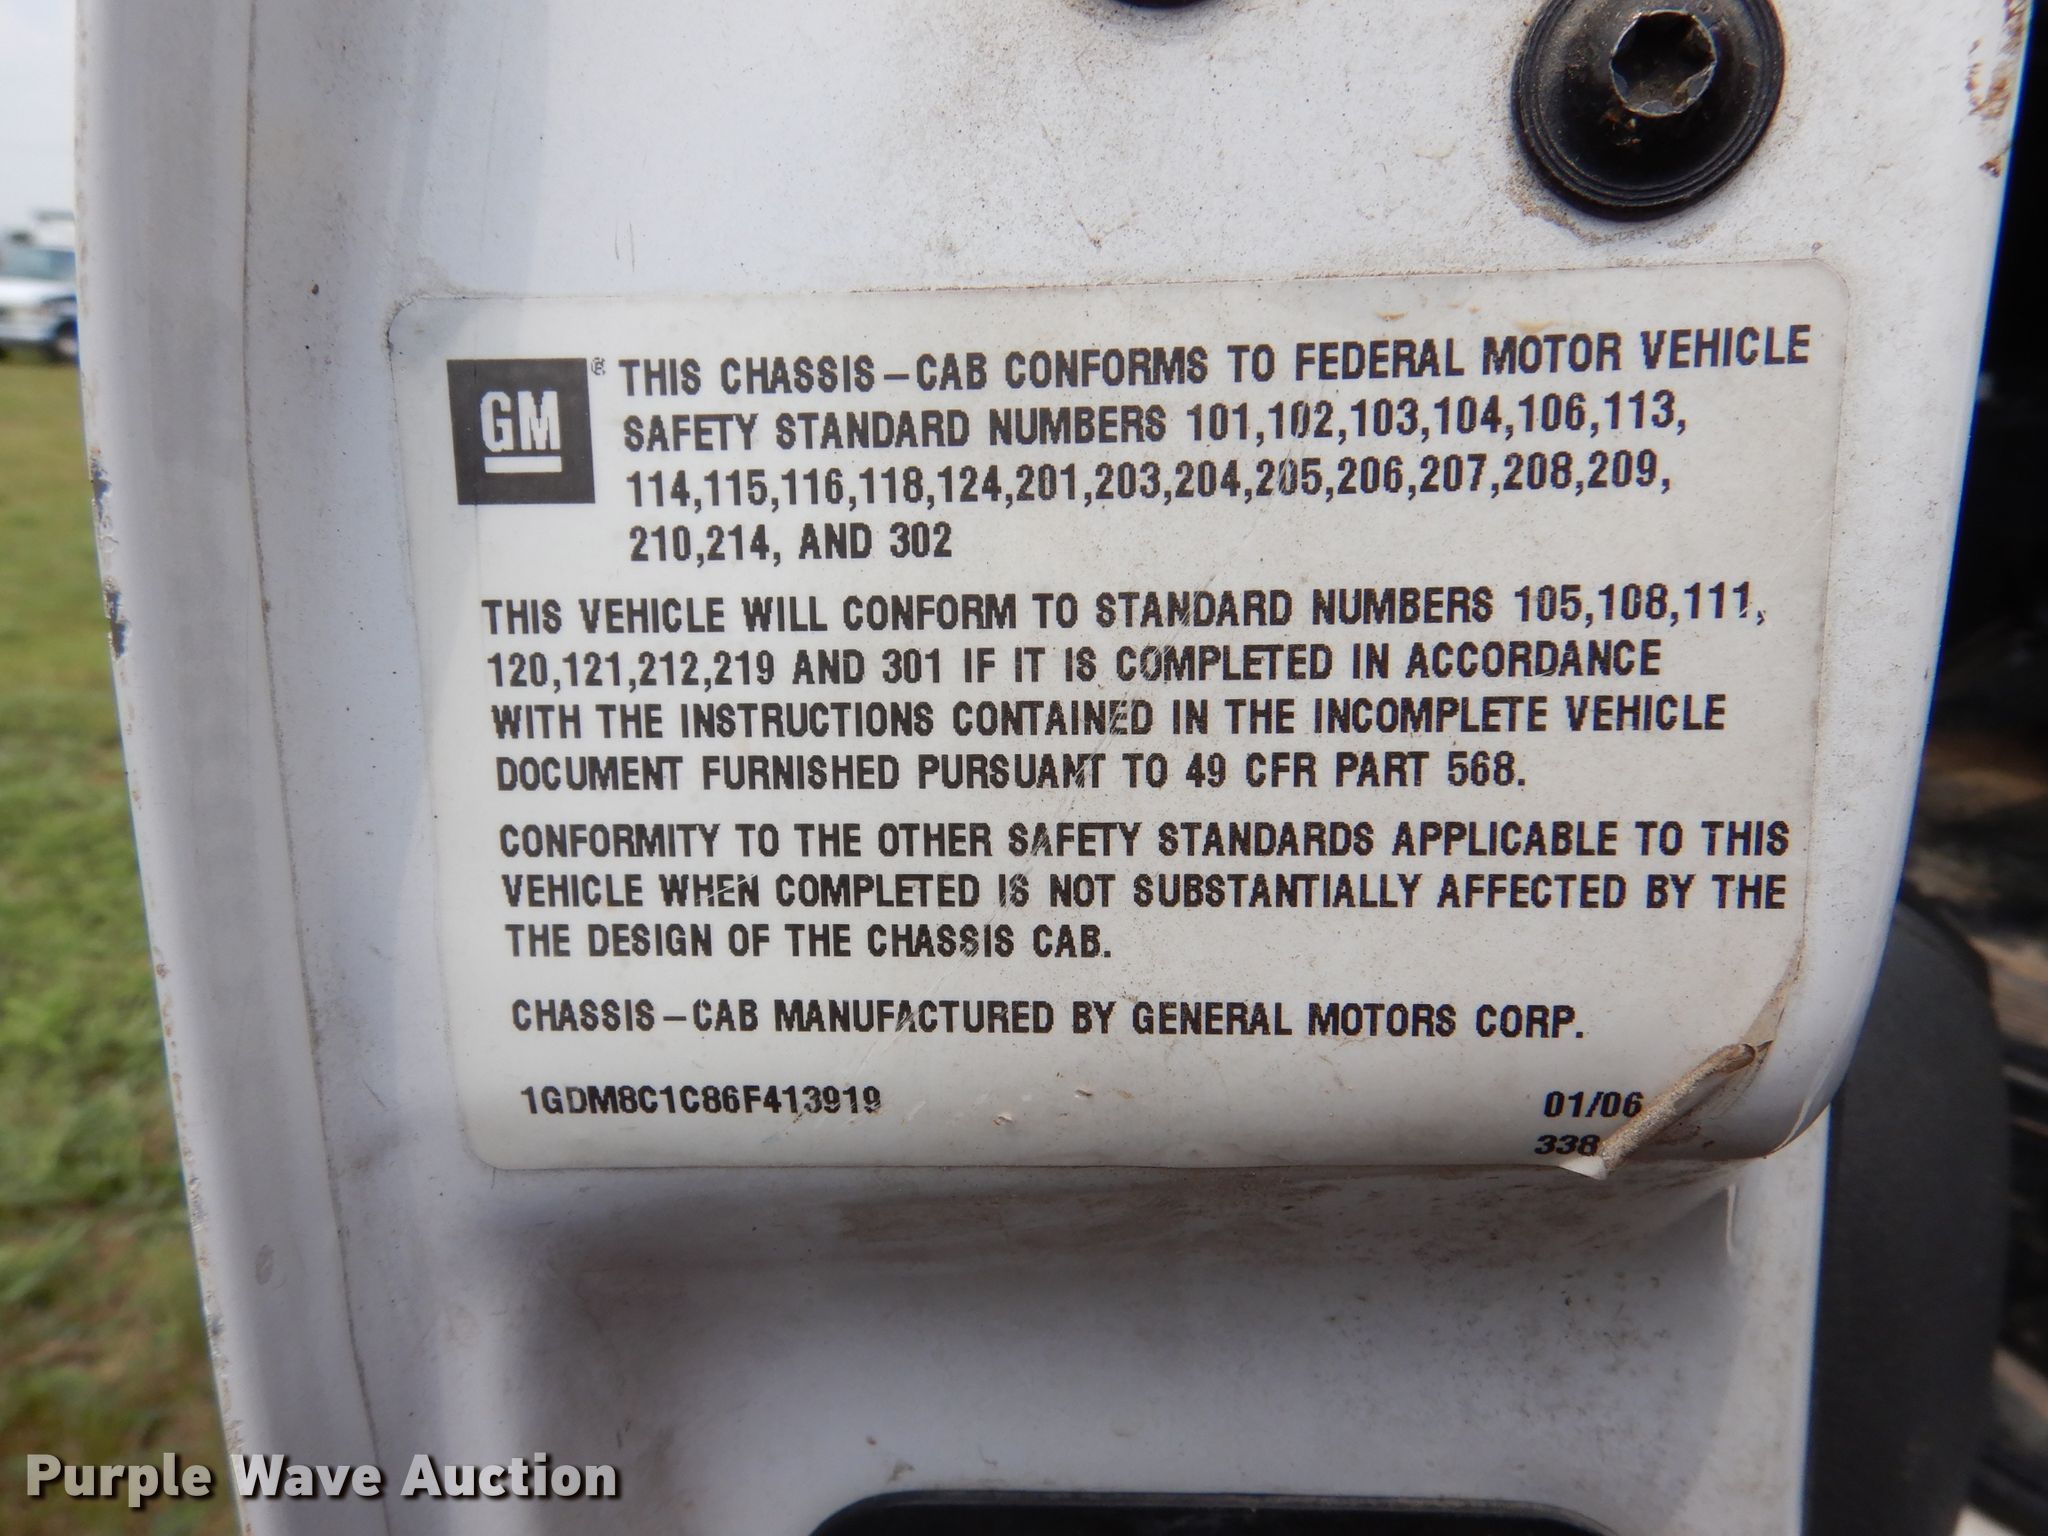 GM ® THIS CHASSIS-CAB CONFORMS TO FEDERAL MOTOR VEHICLE
SAFETY STANDARD NUMBERS 101,102,103,104,106,113,
114,115,116,118,124,201,203,204,205,206,207,208,209,
210,214, AND 302
THIS VEHICLE WILL CONFORM TO STANDARD NUMBERS 105,108,111,
120,121,212,219 AND 301 IF IT IS COMPLETED IN ACCORDANCE
WITH THE INSTRUCTIONS CONTAINED IN THE INCOMPLETE VEHICLE
DOCUMENT FURNISHED PURSUANT TO 49 CFR PART 568.
CONFORMITY TO THE OTHER SAFETY STANDARDS APPLICABLE TO THIS
VEHICLE WHEN COMPLETED IS NOT SUBSTANTIALLY AFFECTED BY THE
THE DESIGN OF THE CHASSIS CAB.
CHASSIS-CAB MANUFACTURED BY GENERAL MOTORS CORP.
1GDM8C1C86F413919 01/06
338
Purple Wave Auction